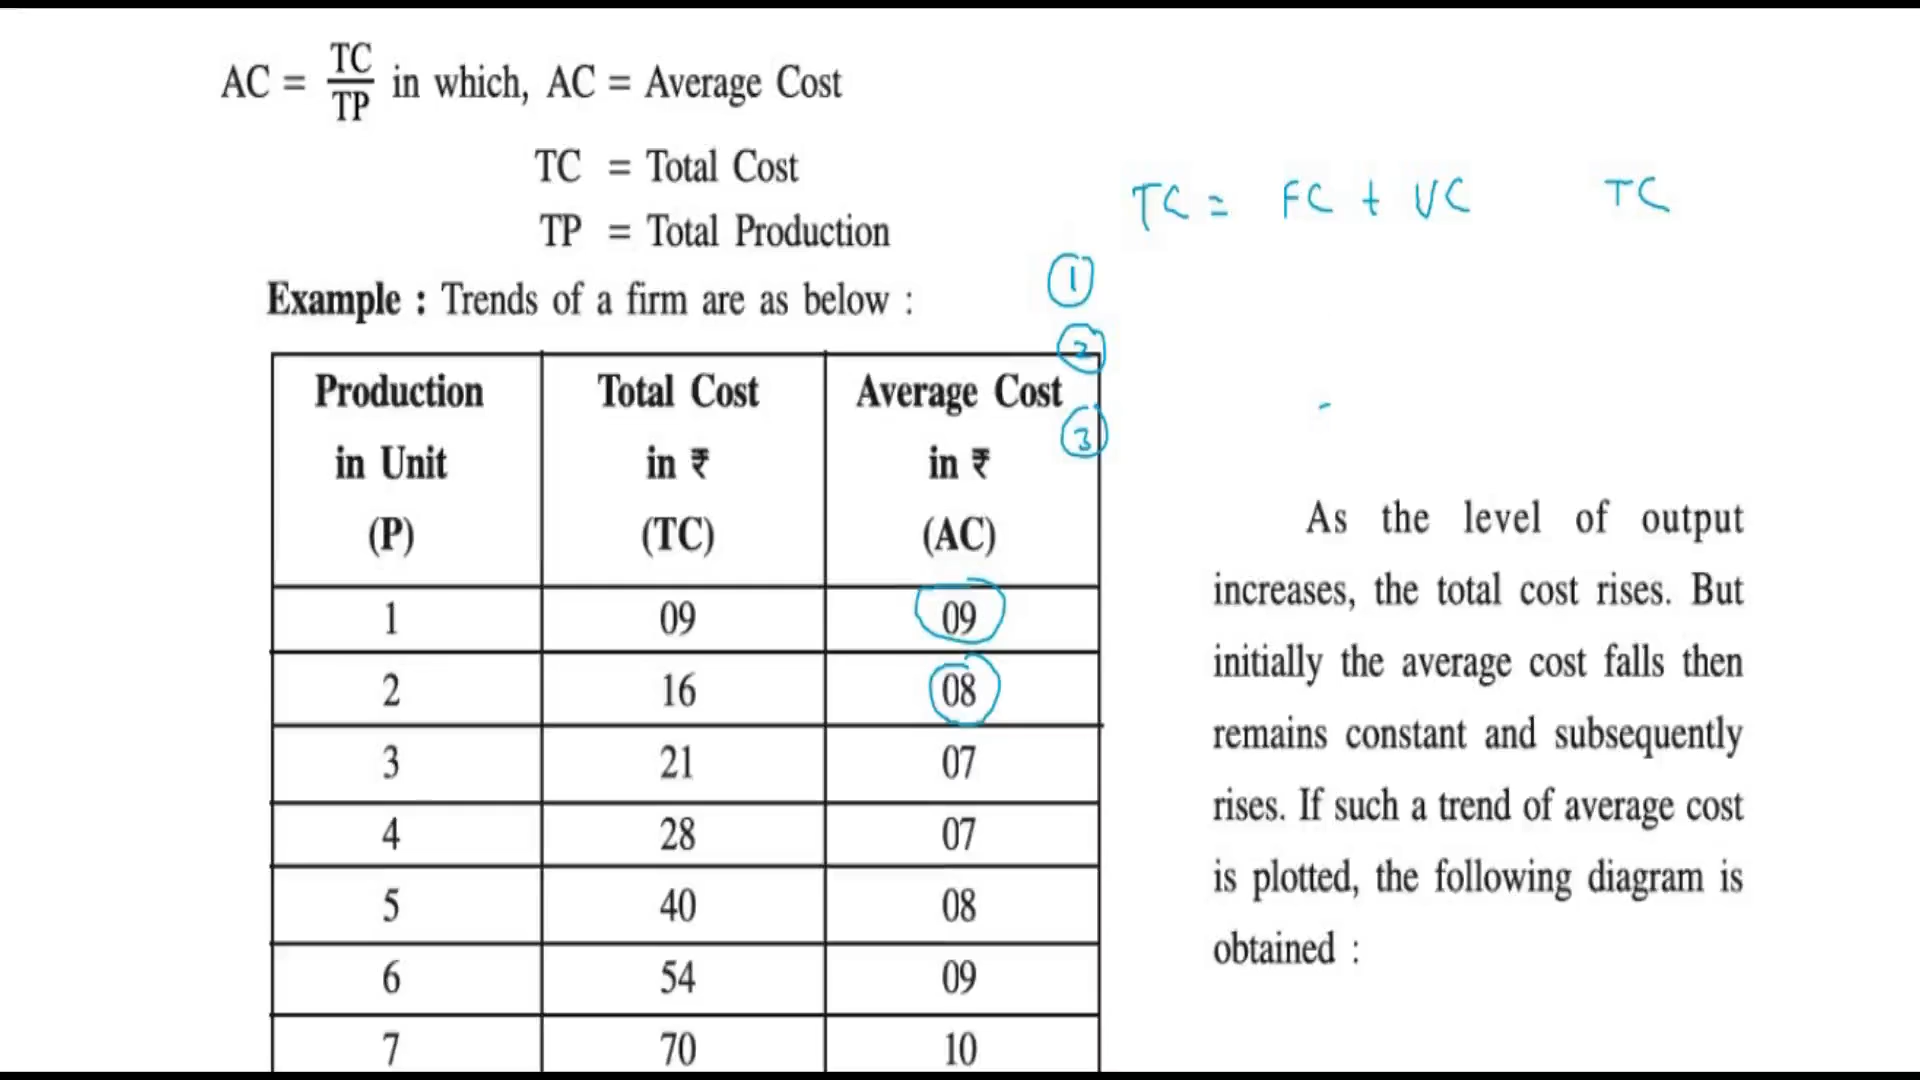 AC = TC/TP in which, AC = Average Cost
TC = Total Cost
TP = Total Production
TC = FC + VC TC
Example : Trends of a firm are as below :
1
2
3
Production in Unit (P) Total Cost in ₹ (TC) Average Cost in ₹ (AC)
1 09 09
2 16 08
3 21 07
4 28 07
5 40 08
6 54 09
7 70 10
As the level of output
increases, the total cost rises. But
initially the average cost falls then
remains constant and subsequently
rises. If such a trend of average cost
is plotted, the following diagram is
obtained :